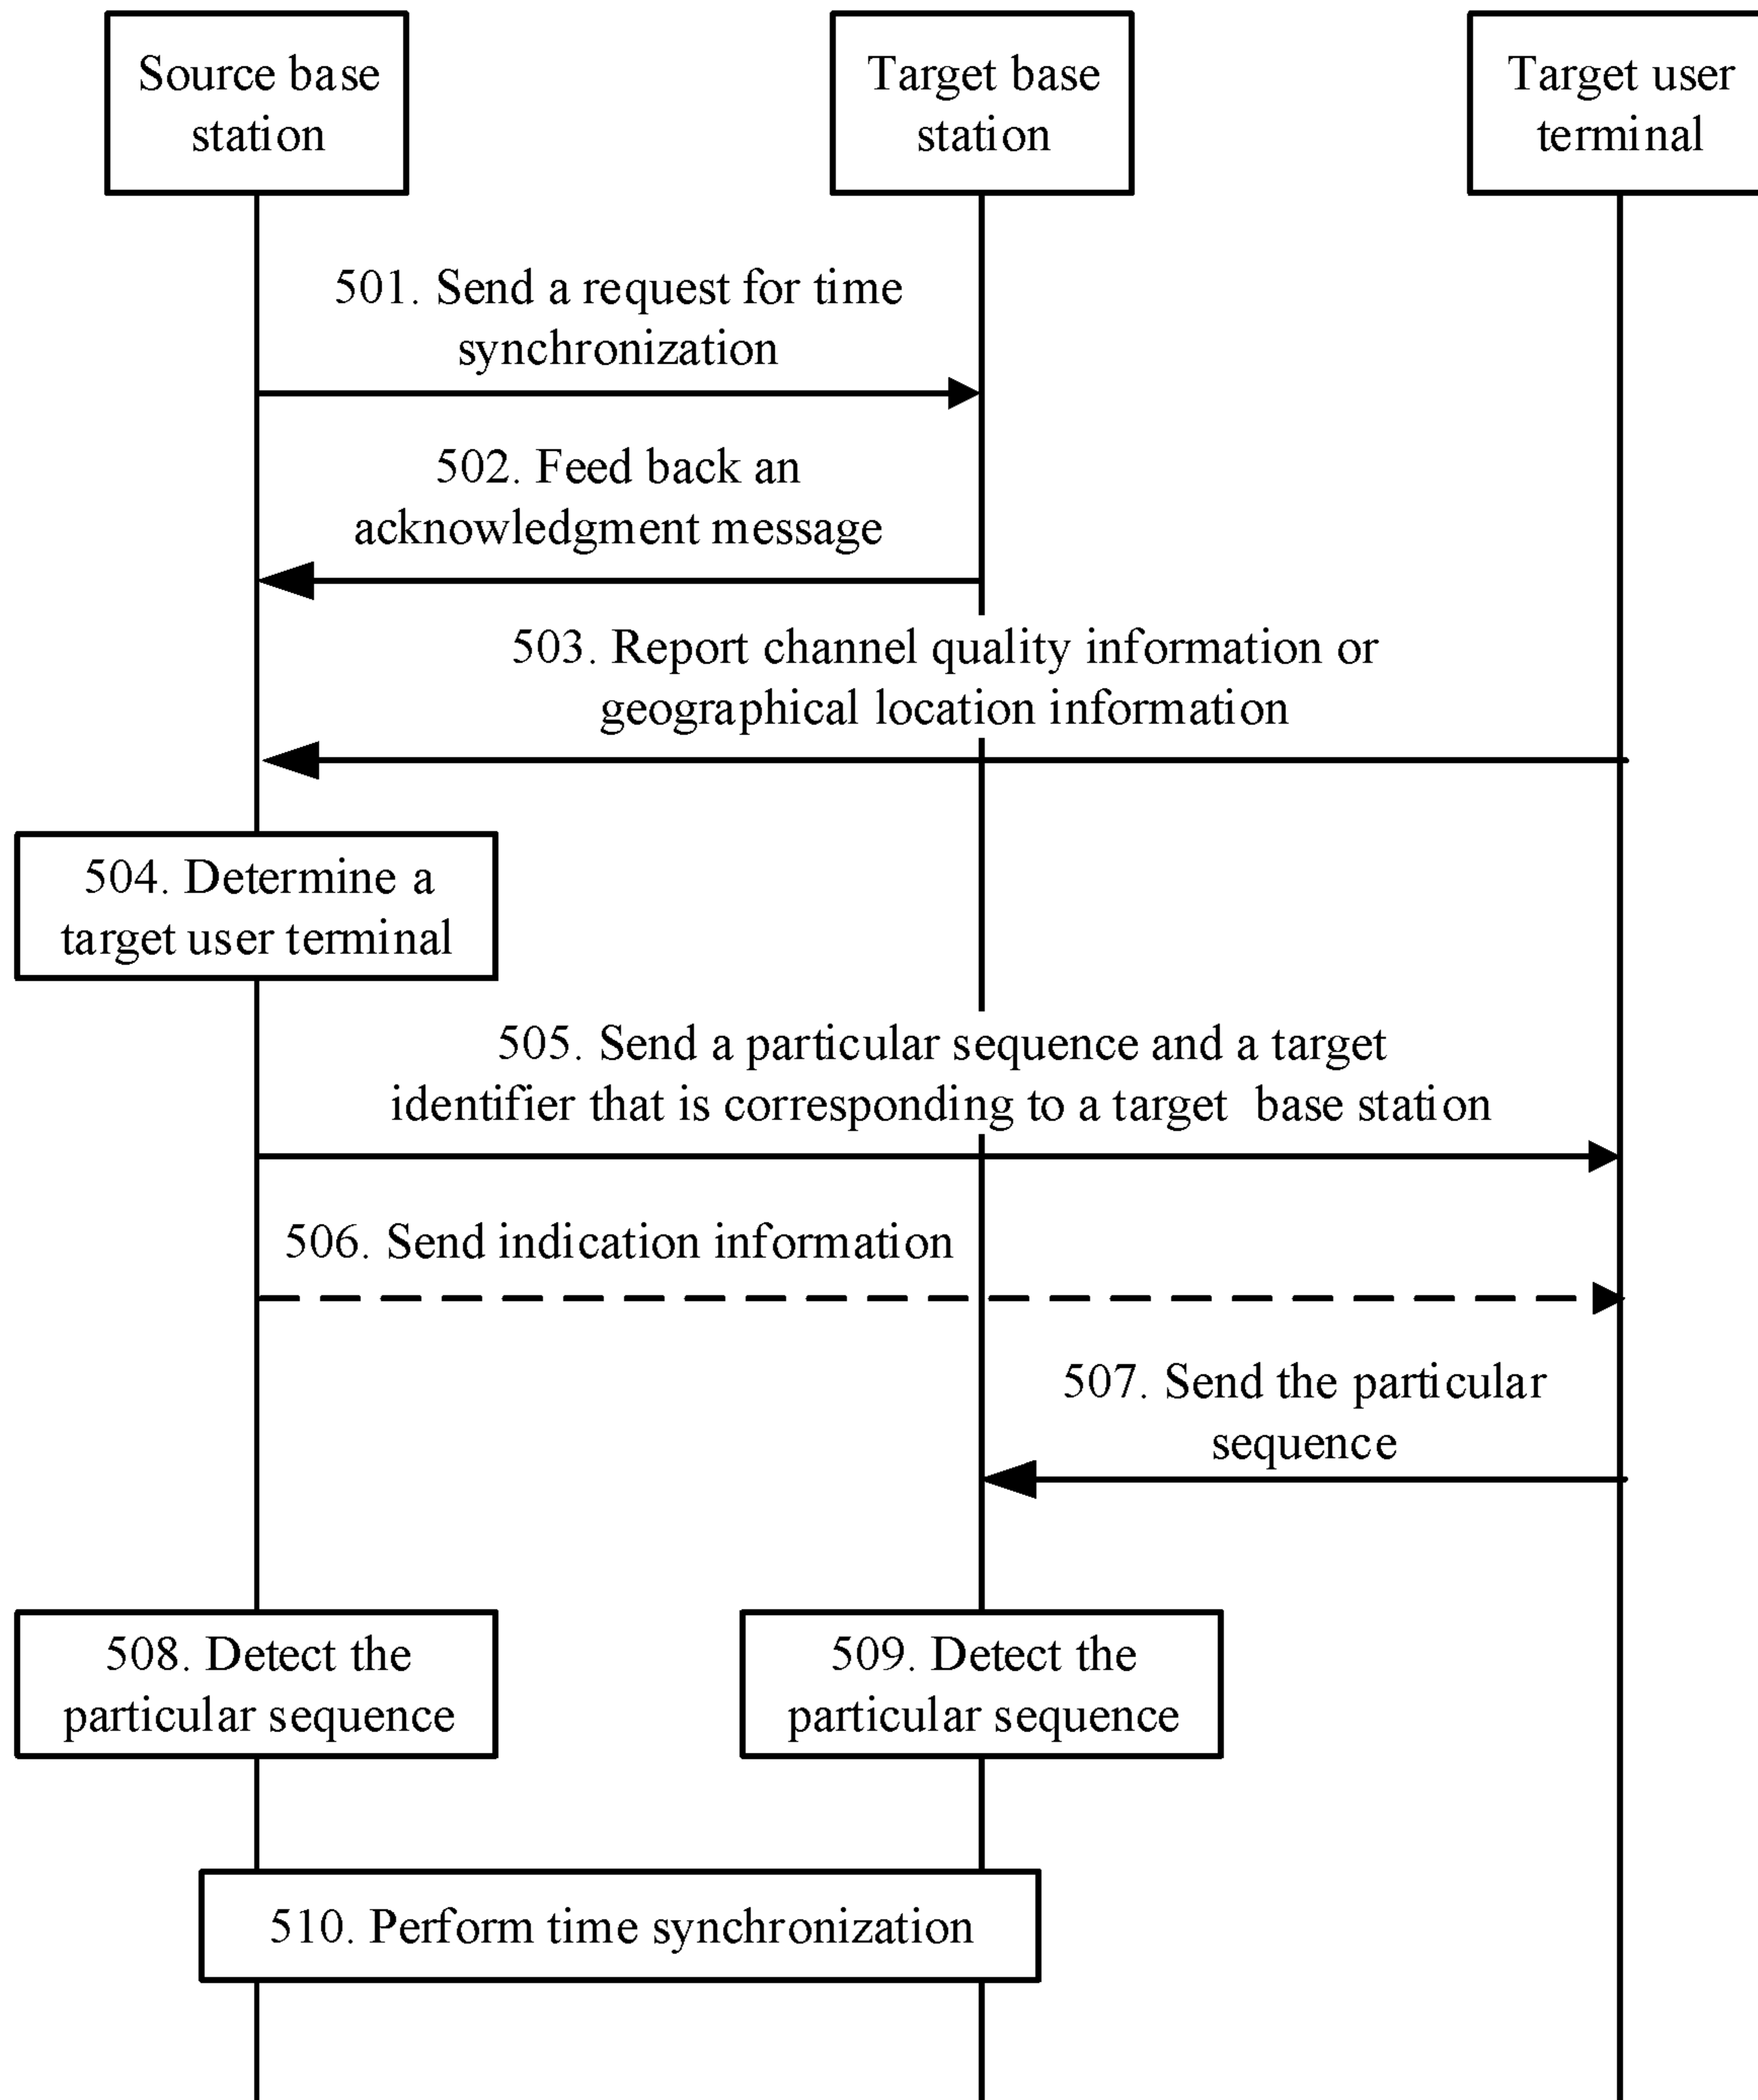 Source base
station
Target base
station
Target user
terminal
501. Send a request for time
synchronization
502. Feed back an
acknowledgment message
503. Report channel quality information or
geographical location information
504. Determine a
target user terminal
505. Send a particular sequence and a target
identifier that is corresponding to a target base station
506. Send indication information
507. Send the particular
sequence
508. Detect the
particular sequence
509. Detect the
particular sequence
510. Perform time synchronization